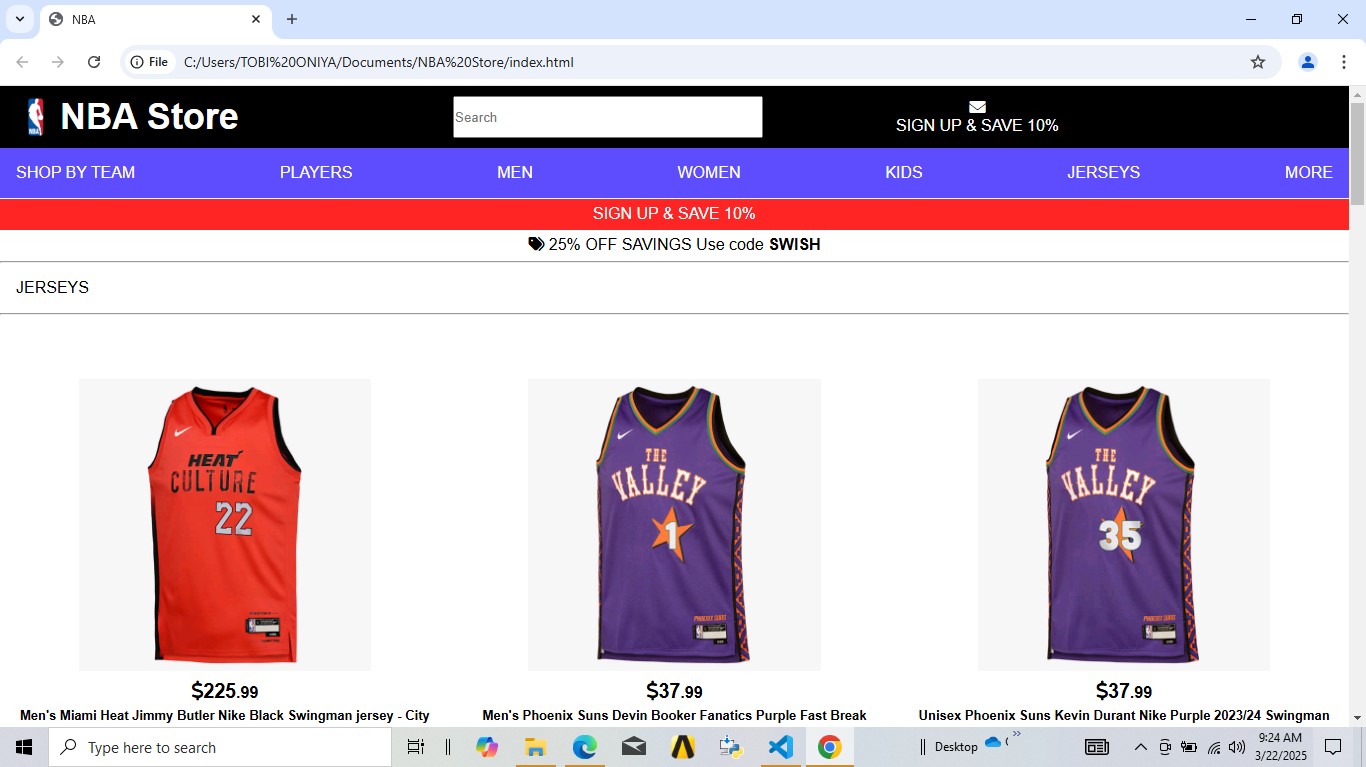 NBA
File
C:/Users/TOBI%20ONIYA/Documents/NBA%20Store/index.html
NBA Store
Search
SIGN UP & SAVE 10%
SHOP BY TEAM PLAYERS MEN WOMEN KIDS JERSEYS MORE
SIGN UP & SAVE 10%
25% OFF SAVINGS Use code SWISH
JERSEYS
HEAT
CULTURE
22
THE
VALLEY
1
PHOENIX SUNS
THE
VALLEY
35
PHOENIX SUNS
$225.99 $37.99 $37.99
Men's Miami Heat Jimmy Butler Nike Black Swingman jersey - City Men's Phoenix Suns Devin Booker Fanatics Purple Fast Break Unisex Phoenix Suns Kevin Durant Nike Purple 2023/24 Swingman
Type here to search
Desktop
9:24 AM
3/22/2025